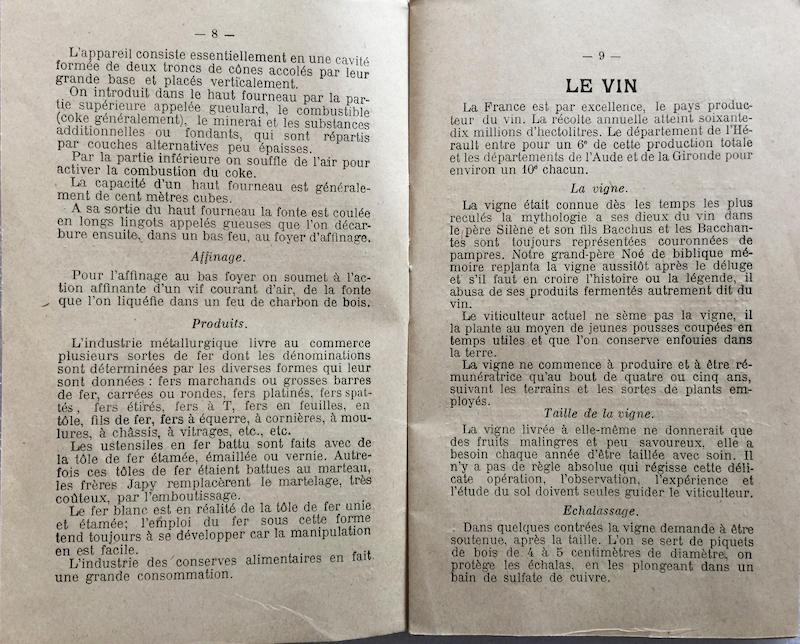 — 8 —
L'appareil consiste essentiellement en une cavité
formée de deux troncs de cônes accolés par leur
grande base et placés verticalement.
On introduit dans le haut fourneau par la par-
tie supérieure appelée gueulard, le combustible
(coke généralement), le minerai et les substances
additionnelles ou fondants, qui sont répartis
par couches alternatives peu épaisses.
Par la partie inférieure on souffle de l'air pour
activer la combustion du coke.
La capacité d'un haut fourneau est générale-
ment de cent mètres cubes.
A sa sortie du haut fourneau la fonte est coulée
en longs lingots appelés gueuses que l'on décar-
bure ensuite, dans un bas feu, au foyer d'affinage.
Affinage.
Pour l'affinage au bas foyer on soumet à l'ac-
tion affinante d'un vif courant d'air, de la fonte
que l'on liquéfie dans un feu de charbon de bois.
Produits.
L'industrie métallurgique livre au commerce
plusieurs sortes de fer dont les dénominations
sont déterminées par les diverses formes qui leur
sont données : fers marchands ou grosses barres
de fer, carrées ou rondes, fers platinés, fers spat-
tés, fers étirés, fers à T, fers en feuilles, en
tôle, fils de fer, fers à équerre, à cornières, à mou-
lures, à châssis, à vitrages, etc., etc.
Les ustensiles en fer battu sont faits avec de
la tôle de fer étamée, émaillée ou vernie. Autre-
fois ces tôles de fer étaient battues au marteau,
les frères Japy remplacèrent le martelage, très
coûteux, par l'emboutissage.
Le fer blanc est en réalité de la tôle de fer unie
et étamée; l'emploi du fer sous cette forme
tend toujours à se développer car la manipulation
en est facile.
L'industrie des conserves alimentaires en fait
une grande consommation.
— 9 —
LE VIN
La France est par excellence, le pays produc-
teur du vin. La récolte annuelle atteint soixante-
dix millions d'hectolitres. Le département de l'Hé-
rault entre pour un 6e de cette production totale
et les départements de l'Aude et de la Gironde pour
environ un 10e chacun.
La vigne.
La vigne était connue dès les temps les plus
reculés la mythologie a ses dieux du vin dans
le père Silène et son fils Bacchus et les Bacchan-
tes sont toujours représentées couronnées de
pampres. Notre grand-père Noé de biblique mé-
moire replanta la vigne aussitôt après le déluge
et s'il faut en croire l'histoire ou la légende, il
abusa de ses produits fermentés autrement dit du
vin.
Le viticulteur actuel ne sème pas la vigne, il
la plante au moyen de jeunes pousses coupées en
temps utiles et que l'on conserve enfouies dans
la terre.
La vigne ne commence à produire et à être ré-
munératrice qu'au bout de quatre ou cinq ans,
suivant les terrains et les sortes de plants em-
ployés.
Taille de la vigne.
La vigne livrée à elle-même ne donnerait que
des fruits malingres et peu savoureux, elle a
besoin chaque année d'être taillée avec soin. Il
n'y a pas de règle absolue qui régisse cette déli-
cate opération, l'observation, l'expérience et
l'étude du sol doivent seules guider le viticulteur.
Echalassage.
Dans quelques contrées la vigne demande à être
soutenue, après la taille. L'on se sert de piquets
de bois de 4 à 5 centimètres de diamètre, on
protège les échalas, en les plongeant dans un
bain de sulfate de cuivre.